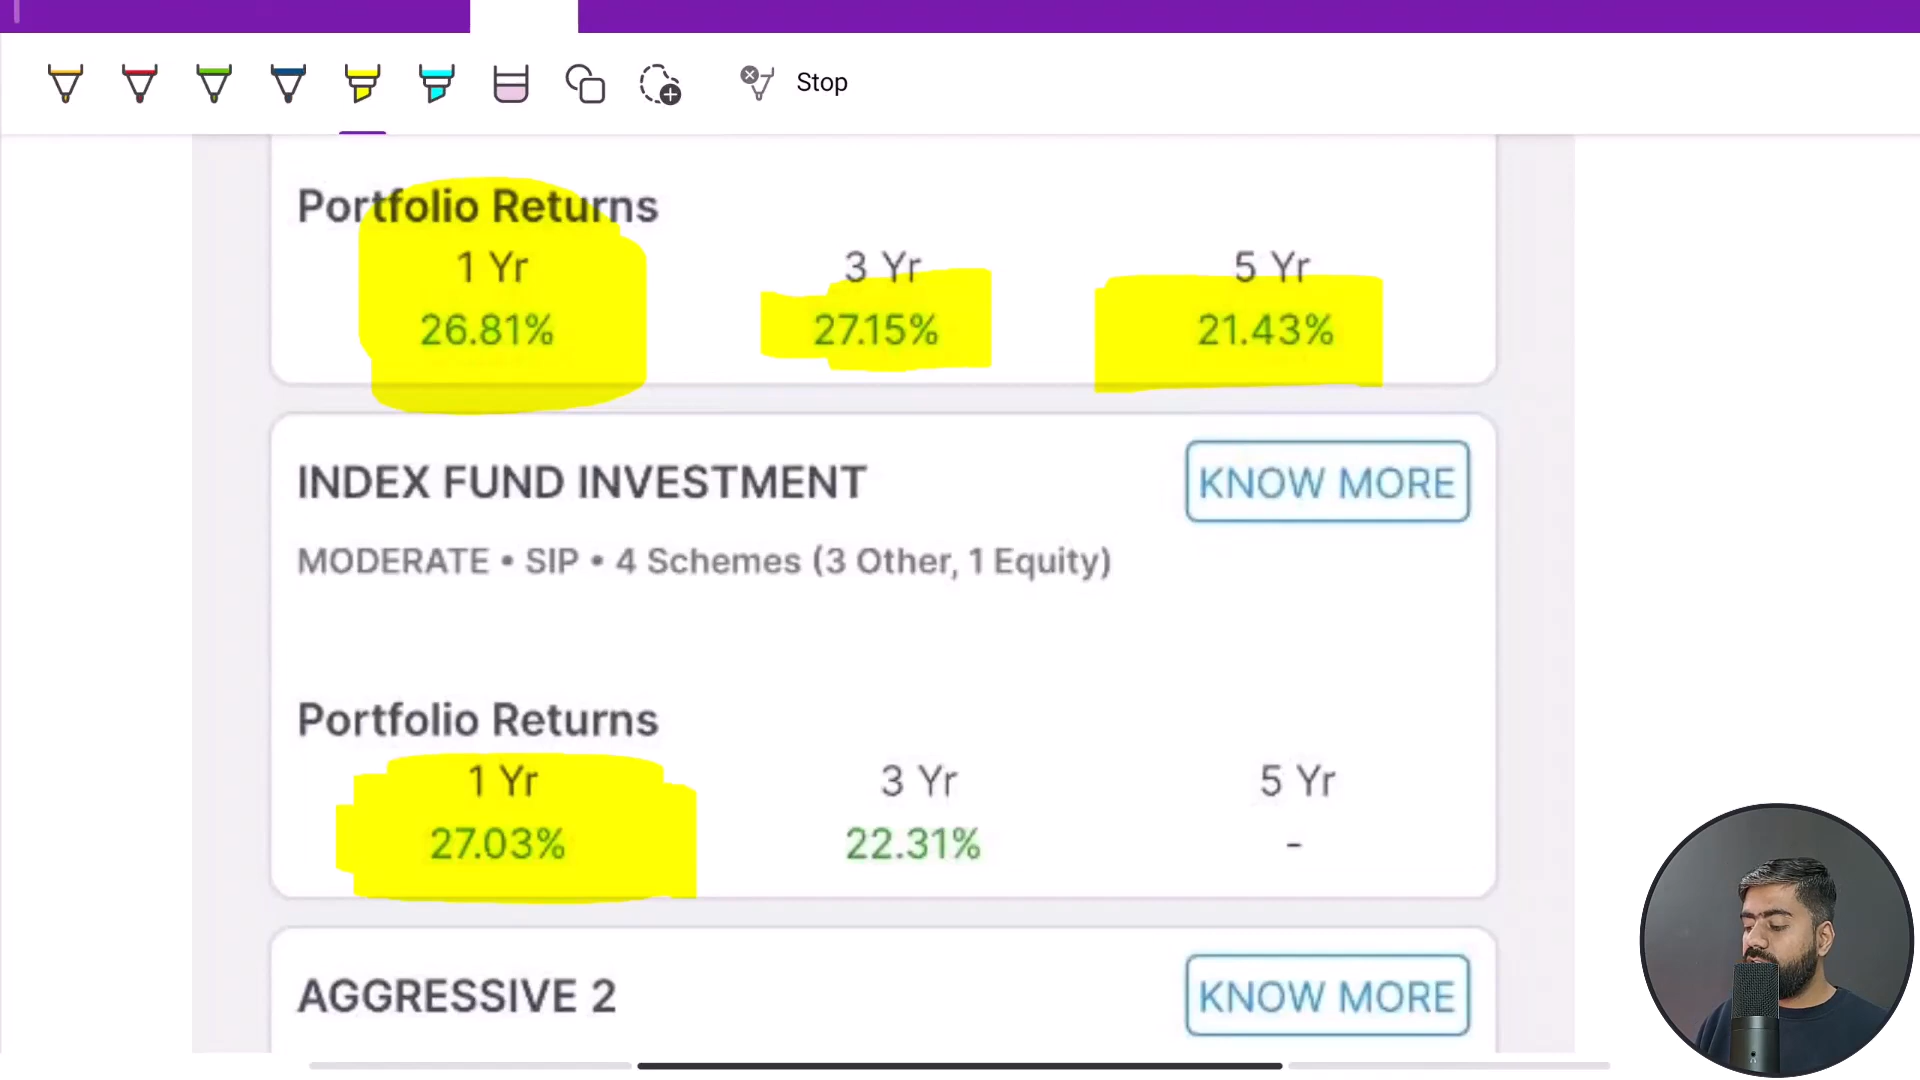 Stop
Portfolio Returns
1 Yr 3 Yr 5 Yr
26.81% 27.15% 21.43%
INDEX FUND INVESTMENT KNOW MORE
MODERATE • SIP • 4 Schemes (3 Other, 1 Equity)
Portfolio Returns
1 Yr 3 Yr 5 Yr
27.03% 22.31% -
AGGRESSIVE 2 KNOW MORE